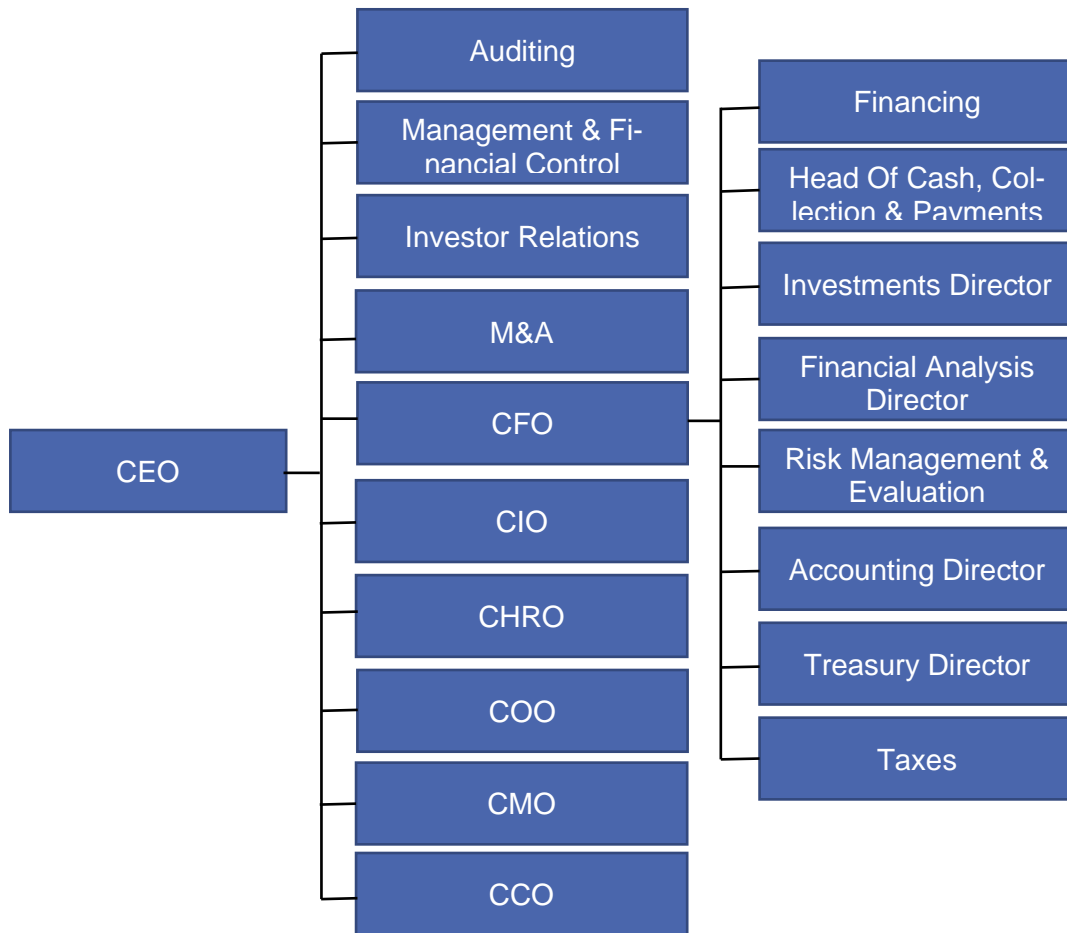 Auditing
Management & Fi-
nancial Control
Investor Relations
M&A
CFO
CEO
CIO
CHRO
COO
CMO
CCO
Financing
Head Of Cash, Col-
lection & Payments
Investments Director
Financial Analysis
Director
Risk Management &
Evaluation
Accounting Director
Treasury Director
Taxes